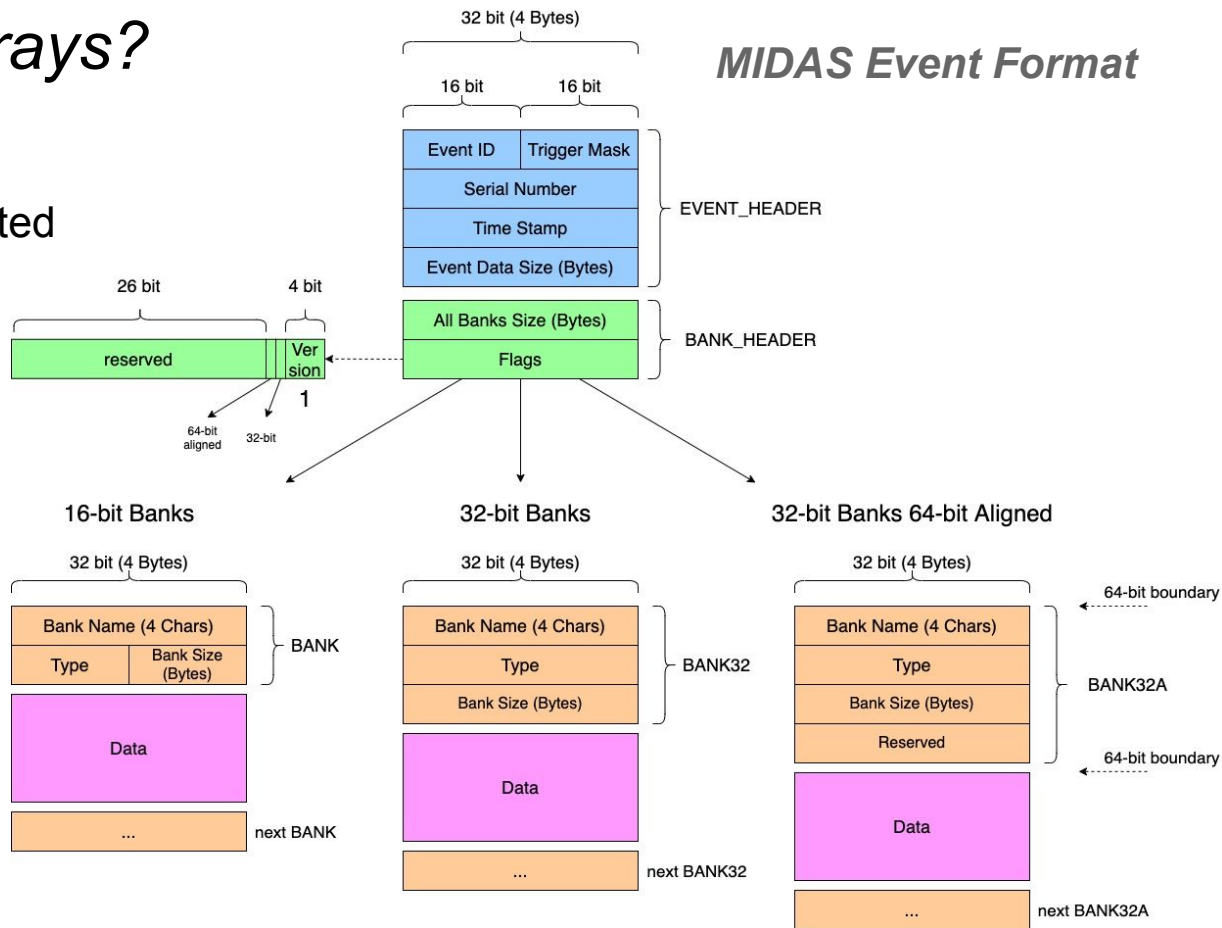 rays?
MIDAS Event Format
ted
32 bit (4 Bytes)
16 bit
16 bit
Event ID
Trigger Mask
Serial Number
Time Stamp
Event Data Size (Bytes)
EVENT_HEADER
All Banks Size (Bytes)
Flags
BANK_HEADER
26 bit
4 bit
reserved
Ver
sion
1
64-bit
aligned
32-bit
16-bit Banks
32 bit (4 Bytes)
Bank Name (4 Chars)
Type
Bank Size
(Bytes)
BANK
Data
...
next BANK
32-bit Banks
32 bit (4 Bytes)
Bank Name (4 Chars)
Type
Bank Size (Bytes)
BANK32
Data
...
next BANK32
32-bit Banks 64-bit Aligned
32 bit (4 Bytes)
64-bit boundary
Bank Name (4 Chars)
Type
Bank Size (Bytes)
Reserved
BANK32A
64-bit boundary
Data
...
next BANK32A